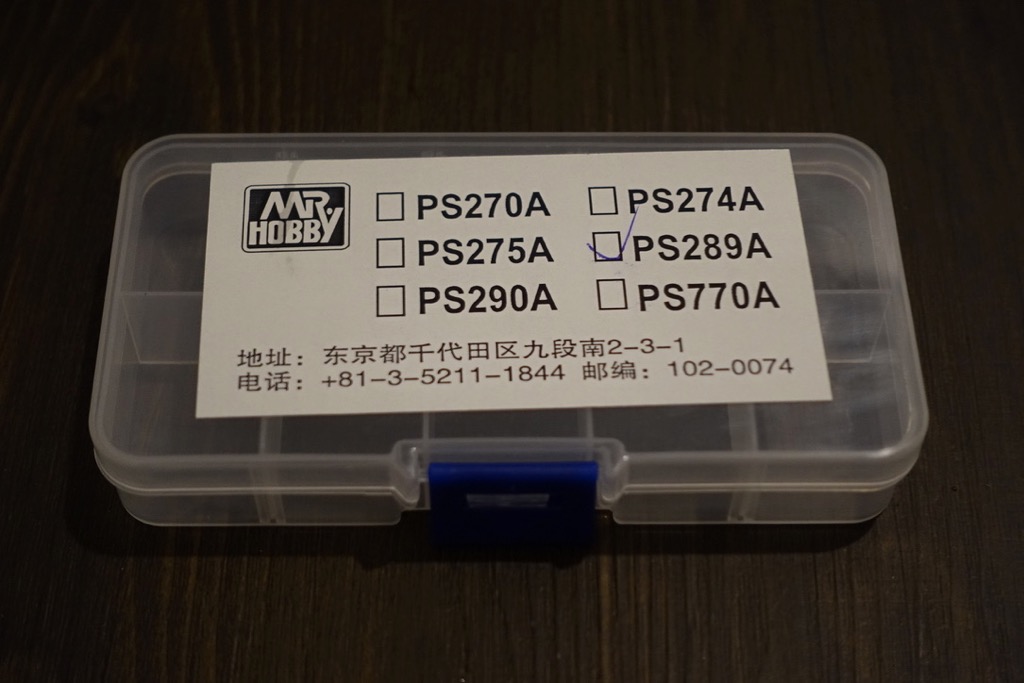 MR.
HOBBY
☐ PS270A ☐ PS274A
☐ PS275A ☑ PS289A
☐ PS290A ☐ PS770A
地址：东京都千代田区九段南2-3-1
电话：+81-3-5211-1844 邮编：102-0074